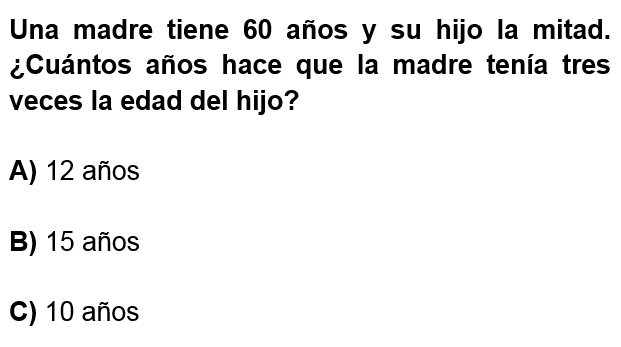 Una madre tiene 60 años y su hijo la mitad.
¿Cuántos años hace que la madre tenía tres
veces la edad del hijo?
A) 12 años
B) 15 años
C) 10 años